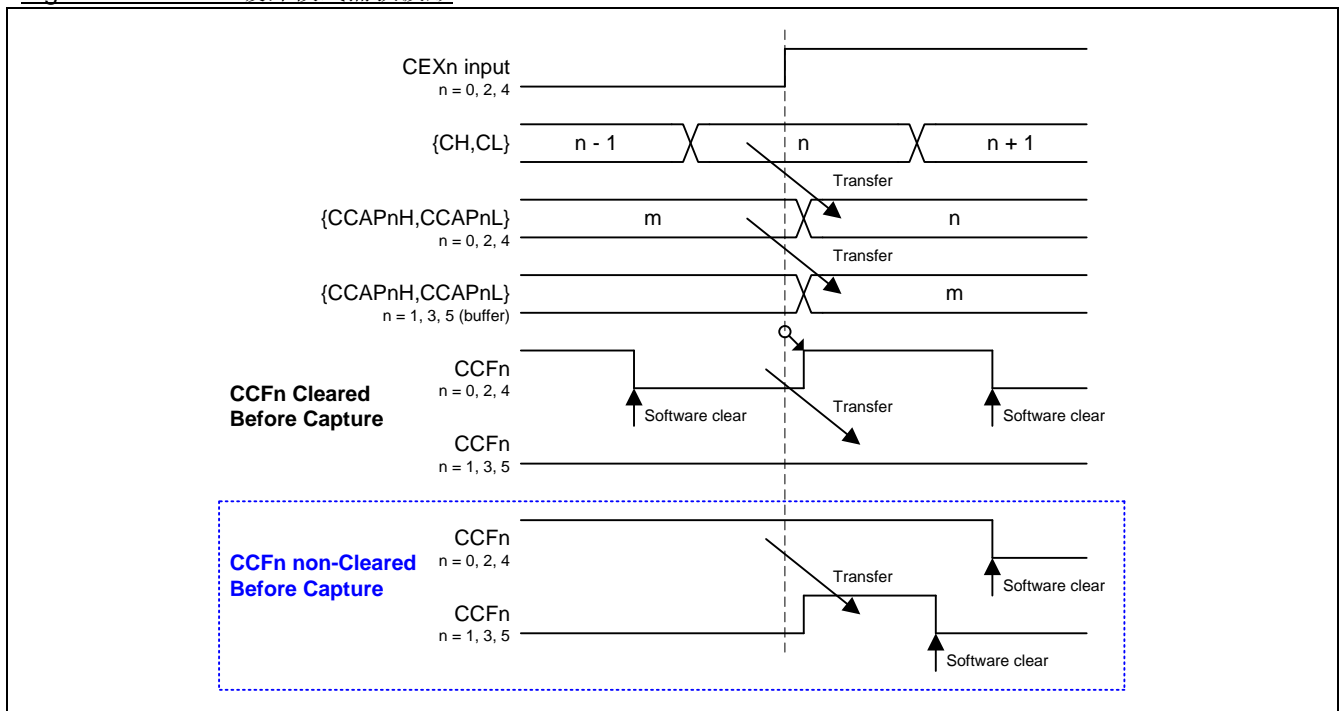 CEXn input
n = 0, 2, 4
{CH,CL}
n - 1
n
n + 1
Transfer
{CCAPnH,CCAPnL}
n = 0, 2, 4
m
n
Transfer
{CCAPnH,CCAPnL}
n = 1, 3, 5 (buffer)
m
CCFn Cleared
Before Capture
CCFn
n = 0, 2, 4
Software clear
Transfer
Software clear
CCFn
n = 1, 3, 5
CCFn non-Cleared
Before Capture
CCFn
n = 0, 2, 4
Transfer
Software clear
CCFn
n = 1, 3, 5
Software clear